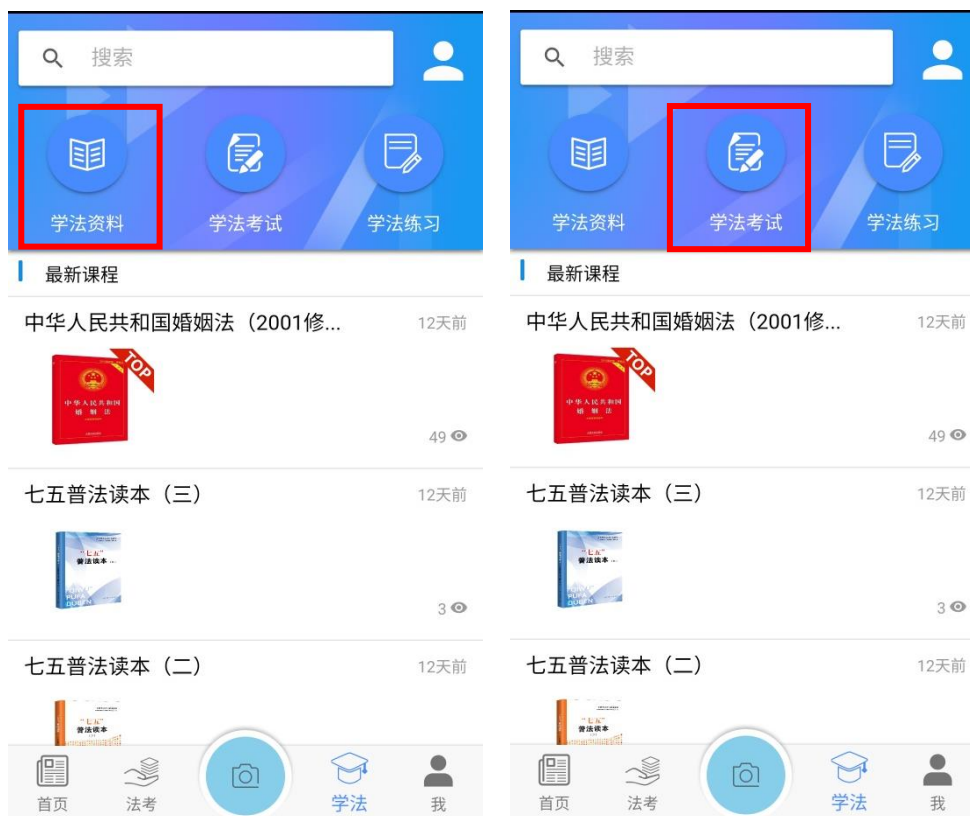 搜索
学法资料 学法考试 学法练习
最新课程
中华人民共和国婚姻法（2001修... 12天前
TOP
中华人民共和国
婚姻法
49
七五普法读本（三） 12天前
“七五”
普法读本
3
七五普法读本（二） 12天前
“七五”
普法读本
首页 法考 学法 我
搜索
学法资料 学法考试 学法练习
最新课程
中华人民共和国婚姻法（2001修... 12天前
TOP
中华人民共和国
婚姻法
49
七五普法读本（三） 12天前
“七五”
普法读本
3
七五普法读本（二） 12天前
“七五”
普法读本
首页 法考 学法 我